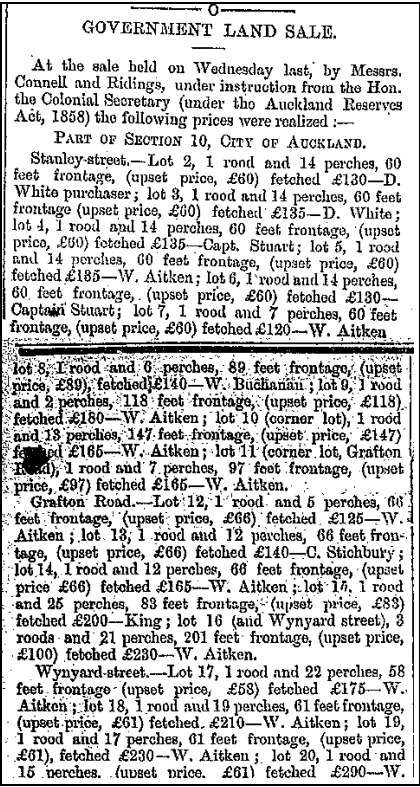 GOVERNMENT LAND SALE.
At the sale held on Wednesday last, by Messrs.
Connell and Ridings, under instruction from the Hon.
the Colonial Secretary (under the Auckland Reserves
Act, 1858) the following prices were realized :—
PART OF SECTION 10, CITY OF AUCKLAND.
Stanley-street.—Lot 2, 1 rood and 14 perches, 60
feet frontage, (upset price, £60) fetched £130—D.
White purchaser; lot 3, 1 rood and 14 perches, 60 feet
frontage (upset price, £60) fetched £135—D. White;
lot 4, 1 rood and 14 perches, 60 feet frontage, (upset
price, £60) fetched £135—Capt. Stuart; lot 5, 1 rood
and 14 perches, 60 feet frontage, (upset price, £60)
fetched £135—W. Aitken; lot 6, 1 rood and 14 perches,
60 feet frontage, (upset price, £60) fetched £130—
Captain Stuart; lot 7, 1 rood and 7 perches, 60 feet
frontage, (upset price, £60) fetched £120—W. Aitken
lot 8, 1 rood and 6 perches, 89 feet frontage, (upset
price, £89), fetched £140—W. Buchanan; lot 9, 1 rood
and 2 perches, 118 feet frontage, (upset price, £118)
fetched £180—W. Aitken; lot 10 (corner lot), 1 rood
and 13 perches, 147 feet frontage, (upset price, £147)
£165—W. Aitken; lot 11 (corner lot, Grafton
Road), 1 rood and 7 perches, 97 feet frontage, (upset
price, £97) fetched £165—W. Aitken.
Grafton Road.—Lot 12, 1 rood and 5 perches, 66
feet frontage, (upset price, £66) fetched £125—W.
Aitken; lot 13, 1 rood and 12 perches, 66 feet fron-
tage, (upset price, £66) fetched £140—C. Stichbury;
lot 14, 1 rood and 12 perches, 66 feet frontage, (upset
price £66) fetched £165—W. Aitken; lot 15, 1 rood
and 25 perches, 83 feet frontage, (upset price, £83)
fetched £200—King; lot 16 (and Wynyard street), 3
roods and 21 perches, 201 feet frontage, (upset price,
£100) fetched £230—W. Aitken.
Wynyard-street.—Lot 17, 1 rood and 22 perches, 58
feet frontage (upset price, £58) fetched £175—W.
Aitken; lot 18, 1 rood and 19 perches, 61 feet frontage,
(upset price, £61) fetched £210—W. Aitken; lot 19,
1 rood and 17 perches, 61 feet frontage, (upset price,
£61), fetched £230—W. Aitken; lot 20, 1 rood and
15 perches, (upset price, £61) fetched £290—W.